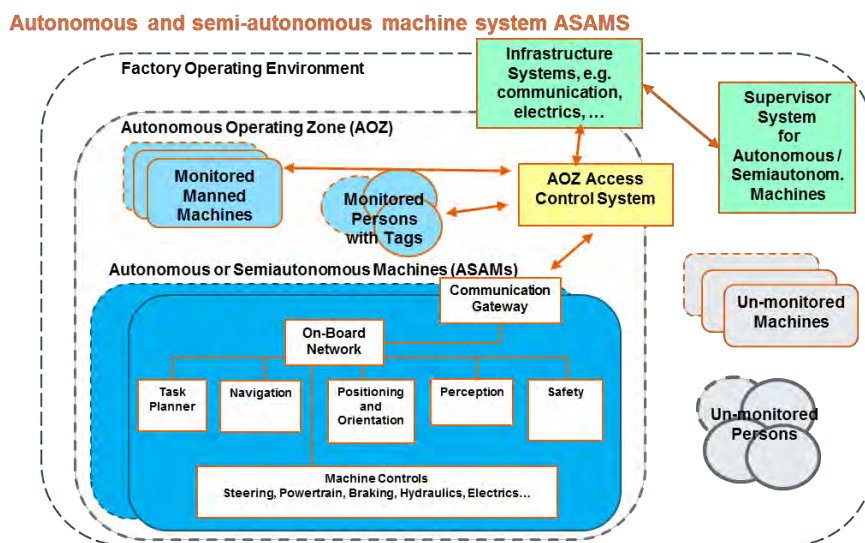 Autonomous and semi-autonomous machine system ASAMS
Factory Operating Environment
Infrastructure
Systems, e.g.
communication,
electrics, …
Supervisor
System
for
Autonomous /
Semiautonom.
Machines
Autonomous Operating Zone (AOZ)
Monitored
Manned
Machines
Monitored
Persons
with Tags
AOZ Access
Control System
Autonomous or Semiautonomous Machines (ASAMs)
Communication
Gateway
Un-monitored
Machines
On-Board
Network
Task
Planner
Navigation
Positioning
and
Orientation
Perception
Safety
Un-monitored
Persons
Machine Controls
Steering, Powertrain, Braking, Hydraulics, Electrics…